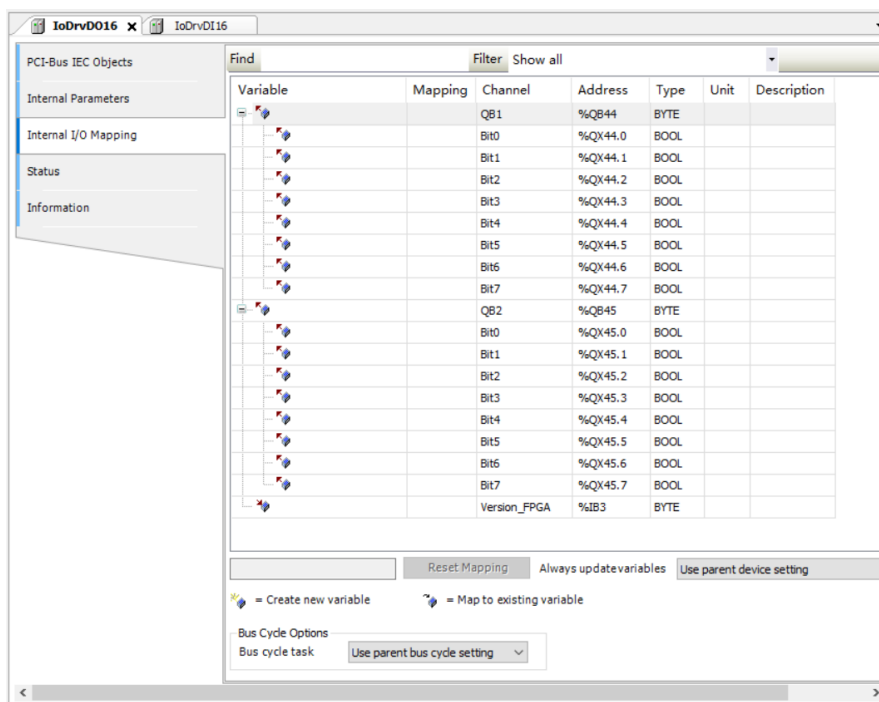 IoDrvDO16 x IoDrvDI16
PCI-Bus IEC Objects
Internal Parameters
Internal I/O Mapping
Status
Information
Find Filter Show all
Variable Mapping Channel Address Type Unit Description
QB1 %QB44 BYTE
Bit0 %QX44.0 BOOL
Bit1 %QX44.1 BOOL
Bit2 %QX44.2 BOOL
Bit3 %QX44.3 BOOL
Bit4 %QX44.4 BOOL
Bit5 %QX44.5 BOOL
Bit6 %QX44.6 BOOL
Bit7 %QX44.7 BOOL
QB2 %QB45 BYTE
Bit0 %QX45.0 BOOL
Bit1 %QX45.1 BOOL
Bit2 %QX45.2 BOOL
Bit3 %QX45.3 BOOL
Bit4 %QX45.4 BOOL
Bit5 %QX45.5 BOOL
Bit6 %QX45.6 BOOL
Bit7 %QX45.7 BOOL
Version_FPGA %IB3 BYTE
Reset Mapping Always update variables Use parent device setting
= Create new variable = Map to existing variable
Bus Cycle Options
Bus cycle task Use parent bus cycle setting